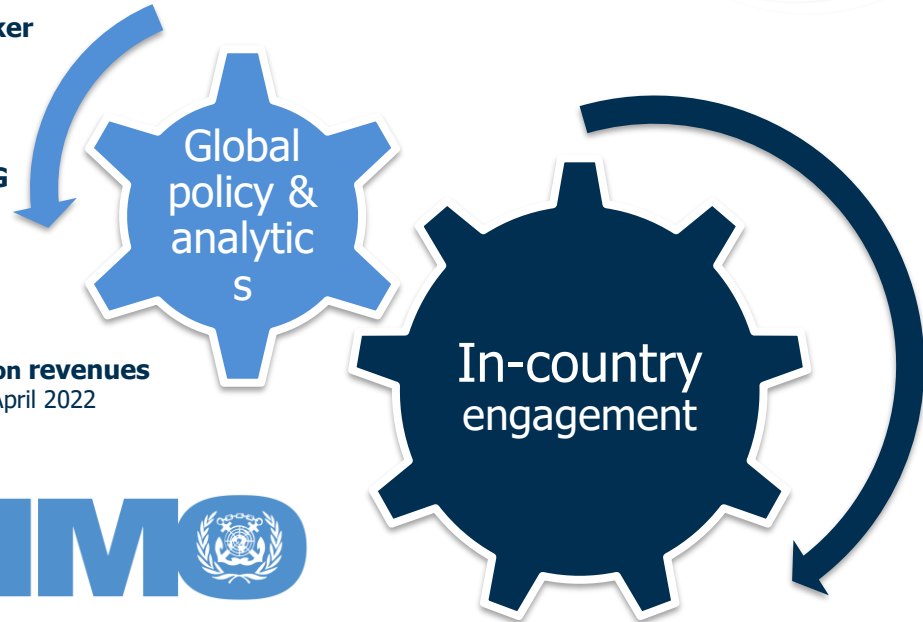 ker
G
on revenues
April 2022
Global
policy &
analytic
s
In-country
engagement
IMO